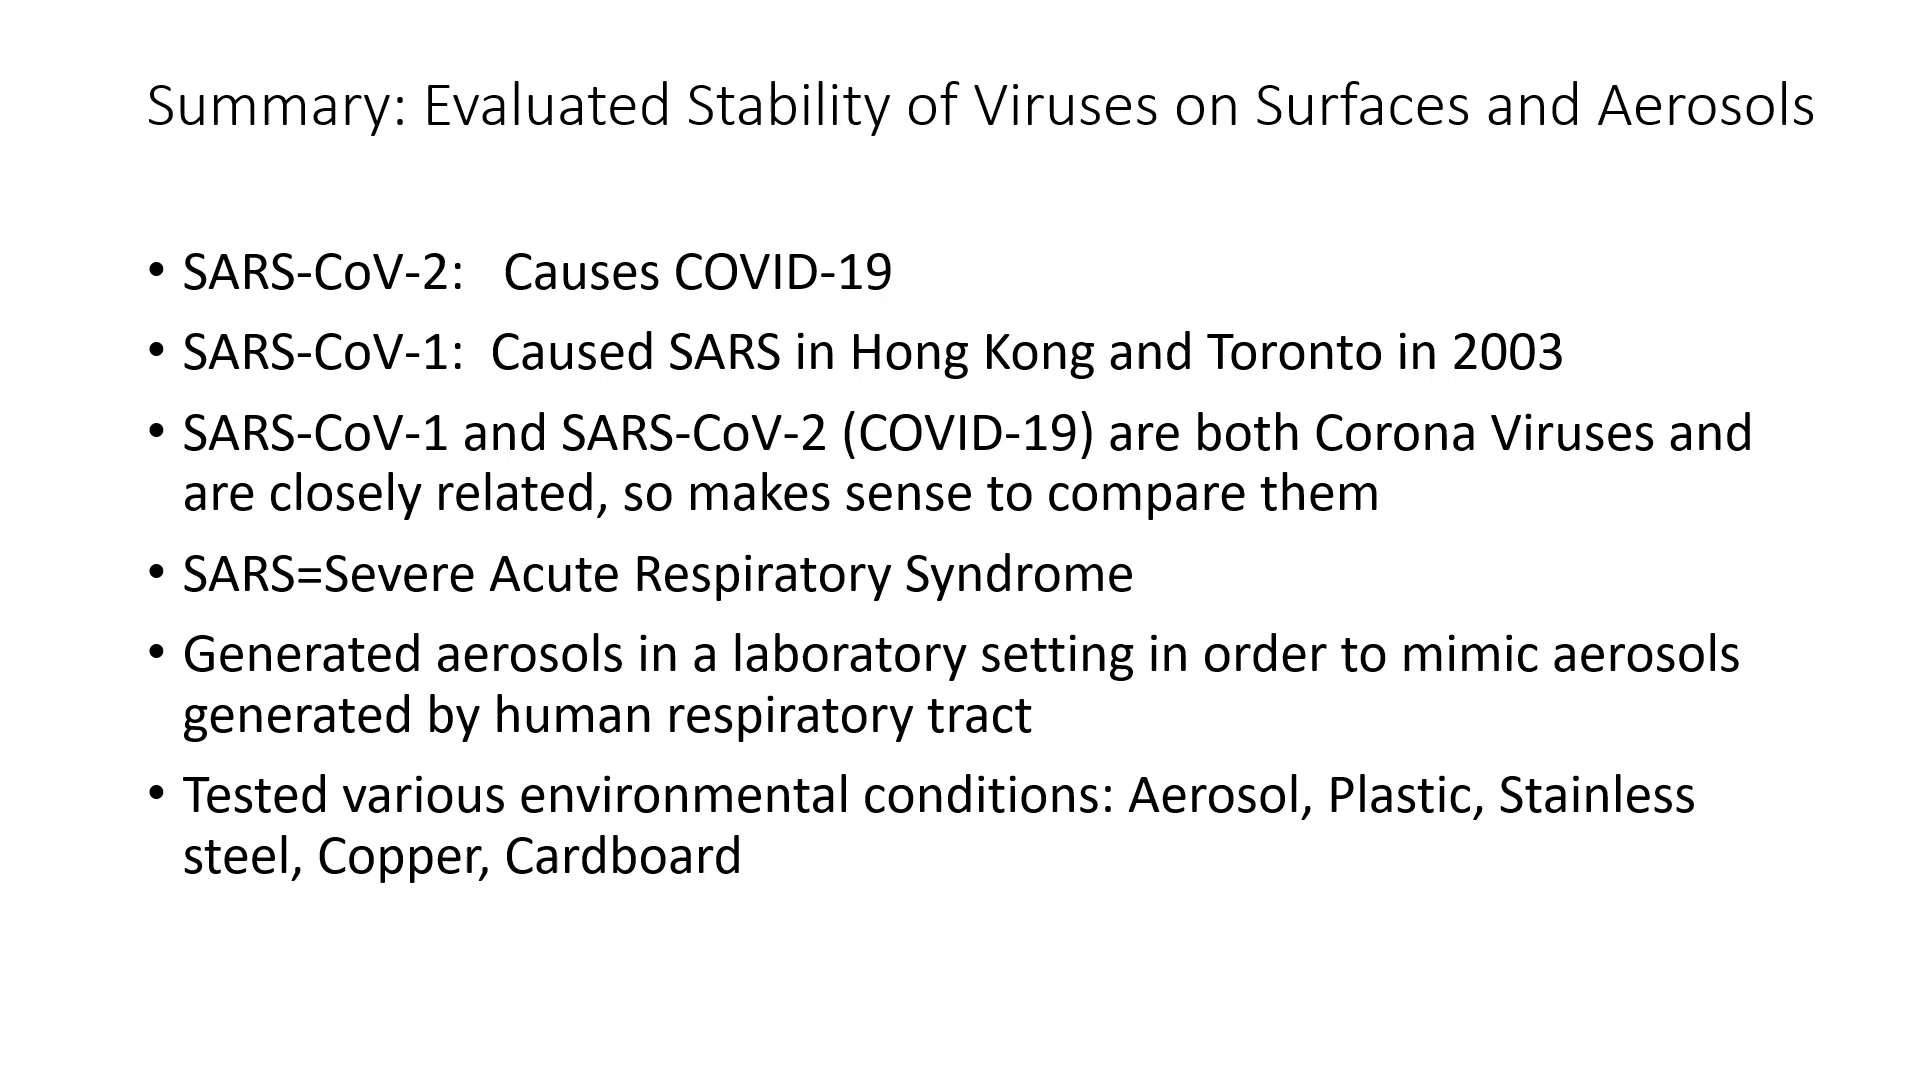 Summary: Evaluated Stability of Viruses on Surfaces and Aerosols
• SARS-CoV-2:   Causes COVID-19
• SARS-CoV-1:  Caused SARS in Hong Kong and Toronto in 2003
• SARS-CoV-1 and SARS-CoV-2 (COVID-19) are both Corona Viruses and
are closely related, so makes sense to compare them
• SARS=Severe Acute Respiratory Syndrome
• Generated aerosols in a laboratory setting in order to mimic aerosols
generated by human respiratory tract
• Tested various environmental conditions: Aerosol, Plastic, Stainless
steel, Copper, Cardboard